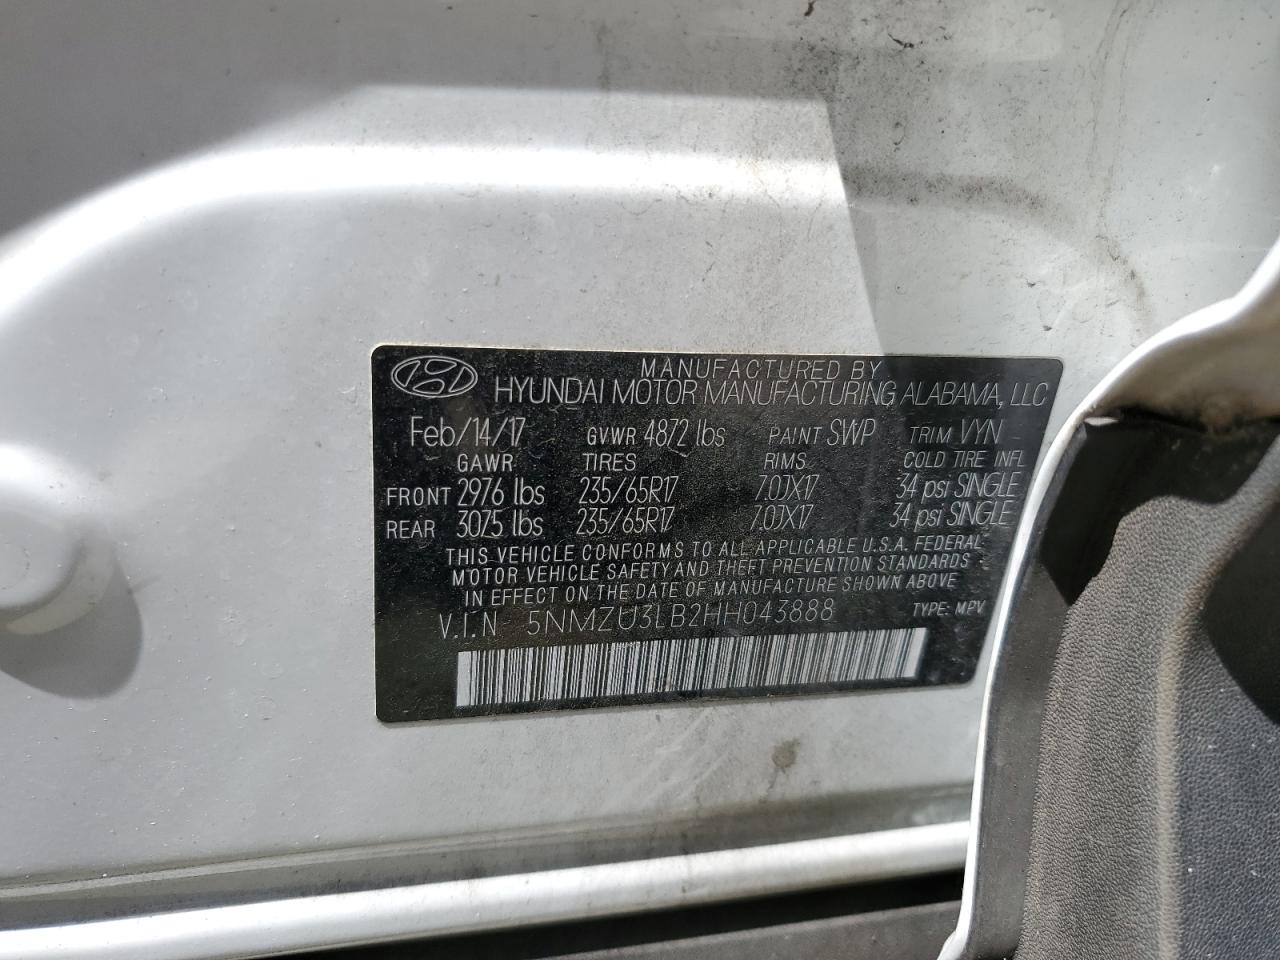 MANUFACTURED BY
HYUNDAI MOTOR MANUFACTURING ALABAMA, LLC
Feb/14/17 GVWR 4872 lbs PAINT SWP TRIM VYN
GAWR TIRES RIMS COLD TIRE INFL
FRONT 2976 lbs 235/65R17 7.0JX17 34 psi SINGLE
REAR 3075 lbs 235/65R17 7.0JX17 34 psi SINGLE
THIS VEHICLE CONFORMS TO ALL APPLICABLE U.S.A. FEDERAL
MOTOR VEHICLE SAFETY AND THEFT PREVENTION STANDARDS
IN EFFECT ON THE DATE OF MANUFACTURE SHOWN ABOVE
V.I.N 5NMZU3LB2HH043888 TYPE: MPV